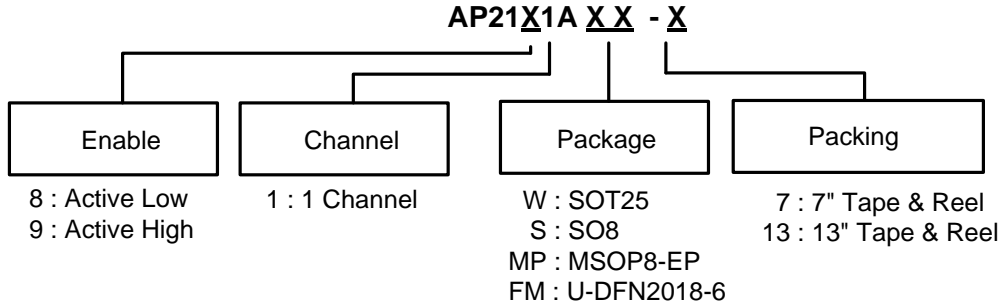 AP21X1A X X - X
Enable
Channel
Package
Packing
8 : Active Low
9 : Active High
1 : 1 Channel
W : SOT25
S : SO8
MP : MSOP8-EP
FM : U-DFN2018-6
7 : 7" Tape & Reel
13 : 13" Tape & Reel